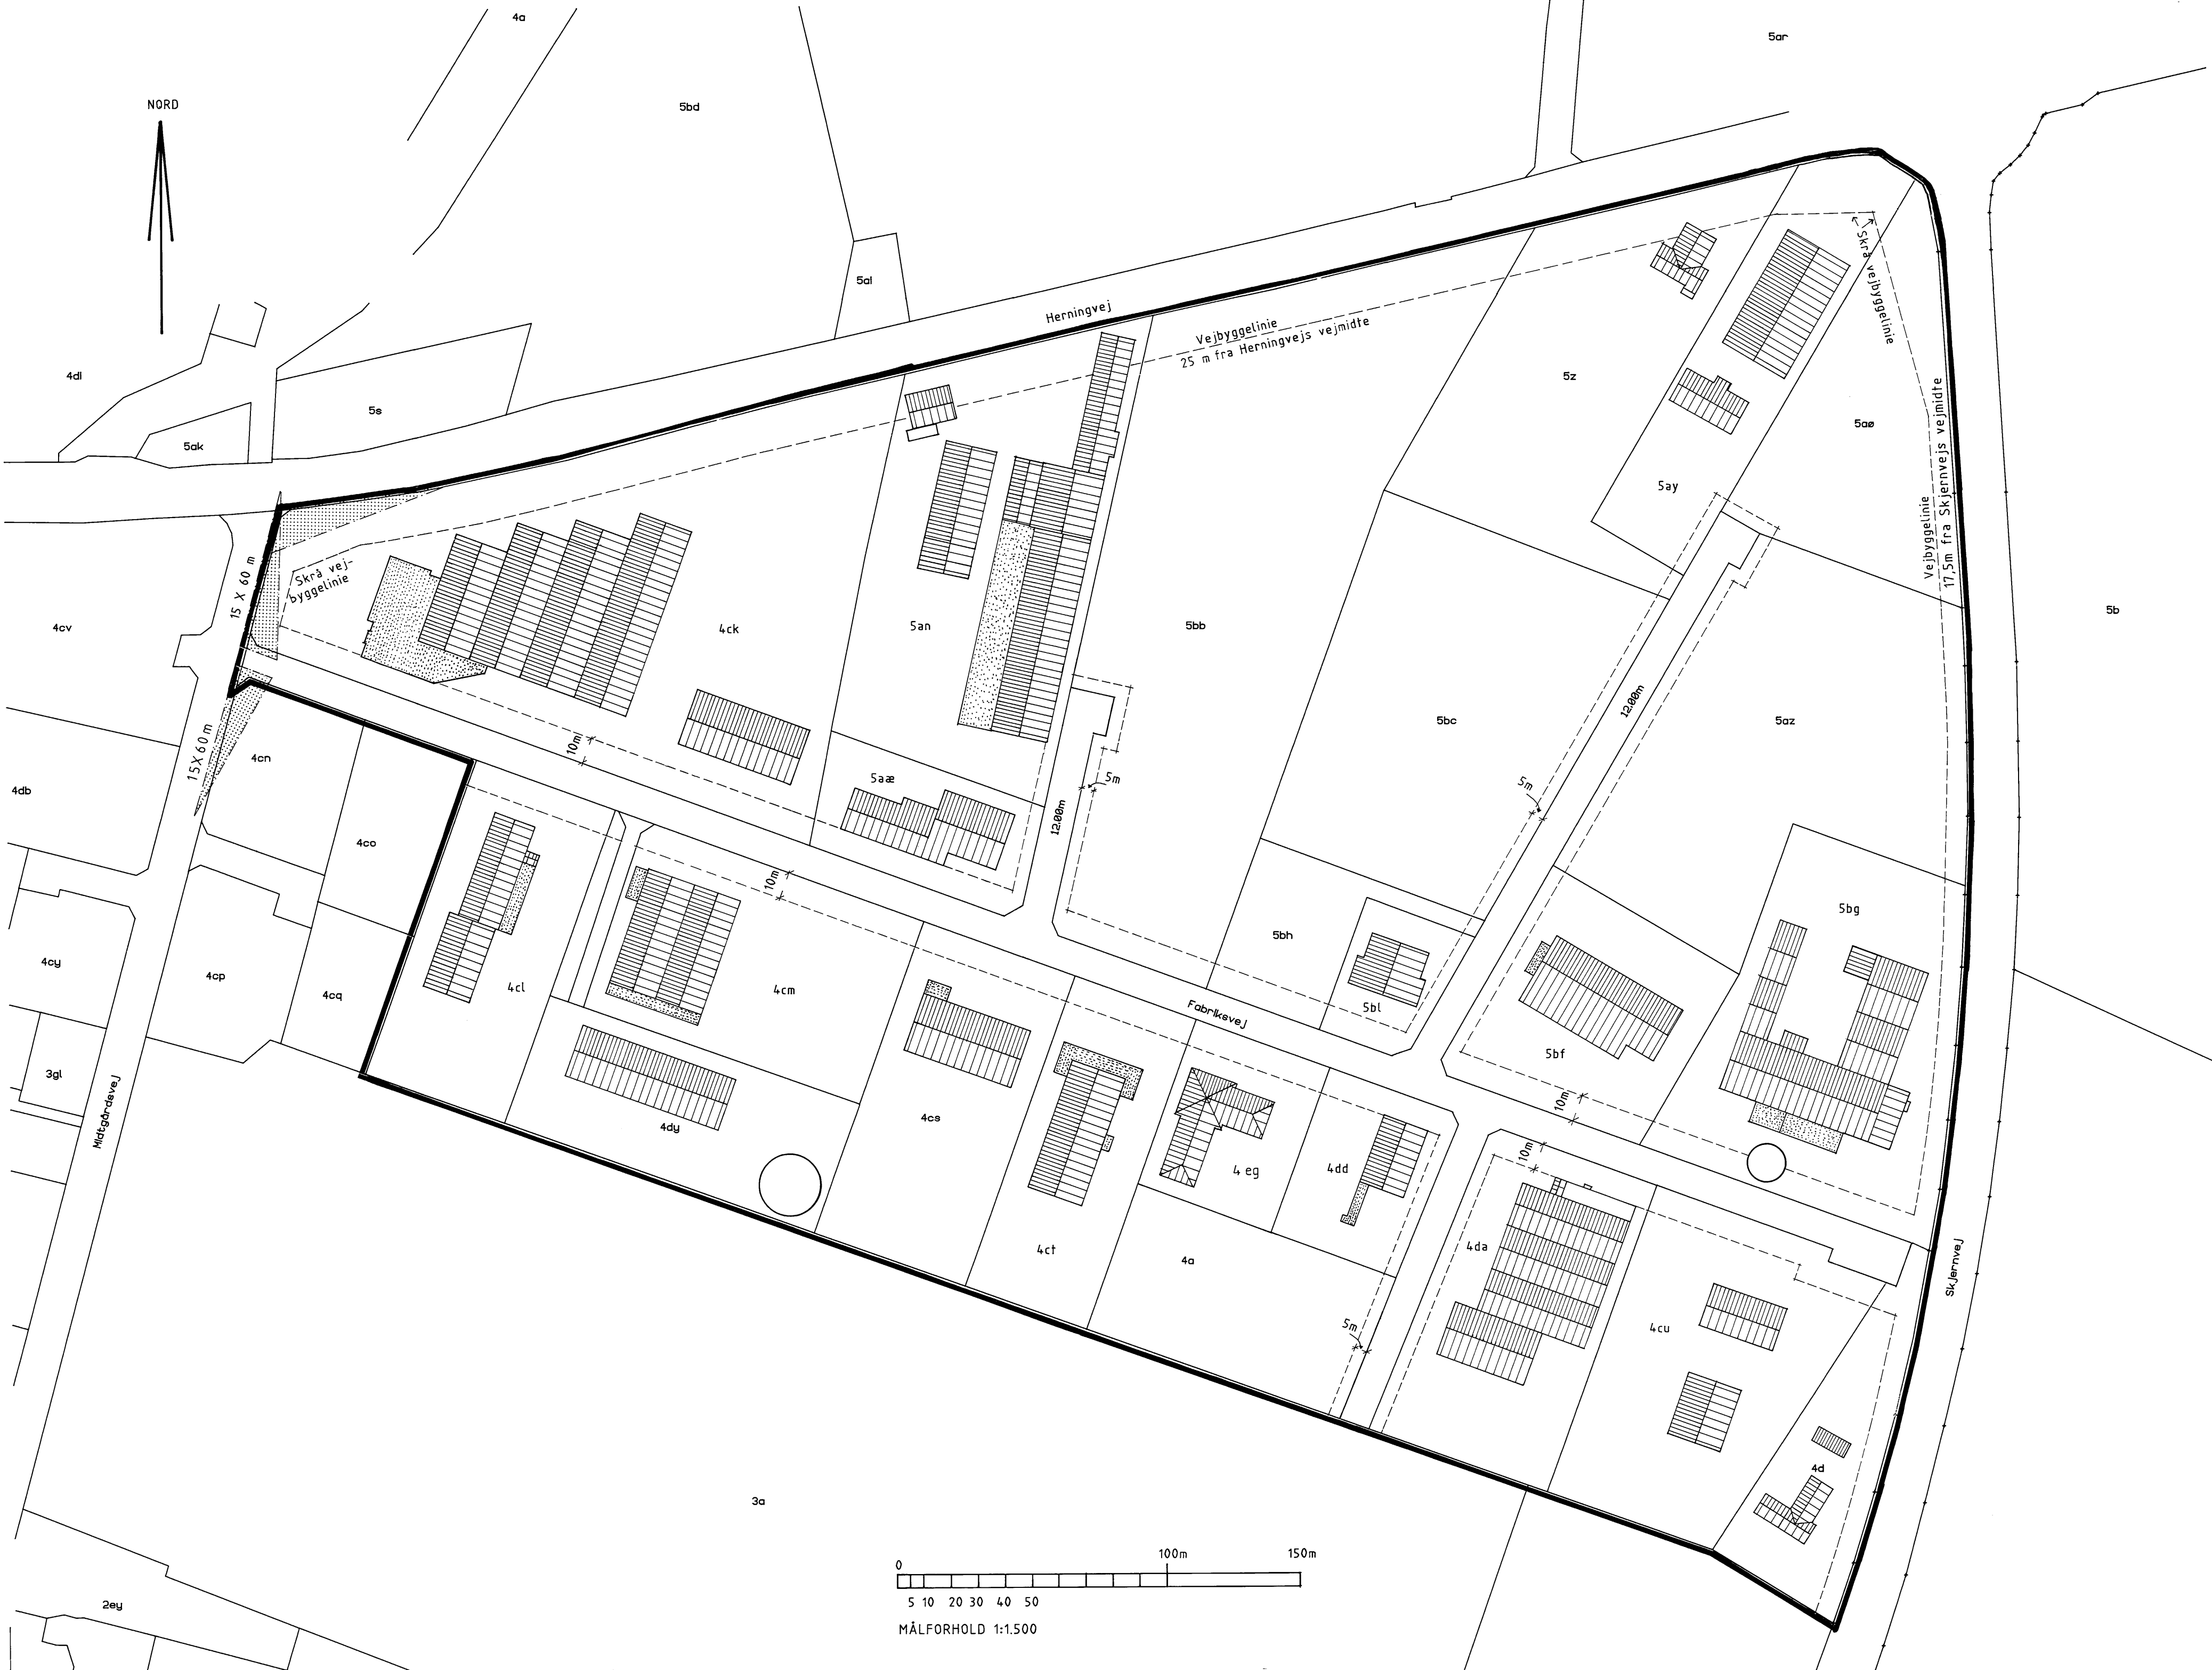 4a
5ar
NORD
5bd
5al
Herningvej
Vejbyggelinie
25 m fra Herningvejs vejmidte
Skrå vejbyggelinie
4dl
5s
5ak
5z
5aø
5ay
Vejbyggelinie
17,5m fra Skjernvejs vejmidte
15 X 60 m
Skrå vej-
byggelinie
4cv
4ck
5an
5bb
5b
12.00m
5bc
5az
15 X 60 m
4cn
10m
5aæ
5m
12.00m
5m
4db
4co
10m
5bg
4cy
4cp
4cq
4cl
4cm
5bh
5bl
Fabriksvej
5bf
3gl
Midtgårdsvej
4dy
4cs
10m
10m
4 eg
4dd
4ct
4a
4da
Skjernvej
5m
4cu
4d
3a
0
100m
150m
5 10 20 30 40 50
MÅLFORHOLD 1:1.500
2ey